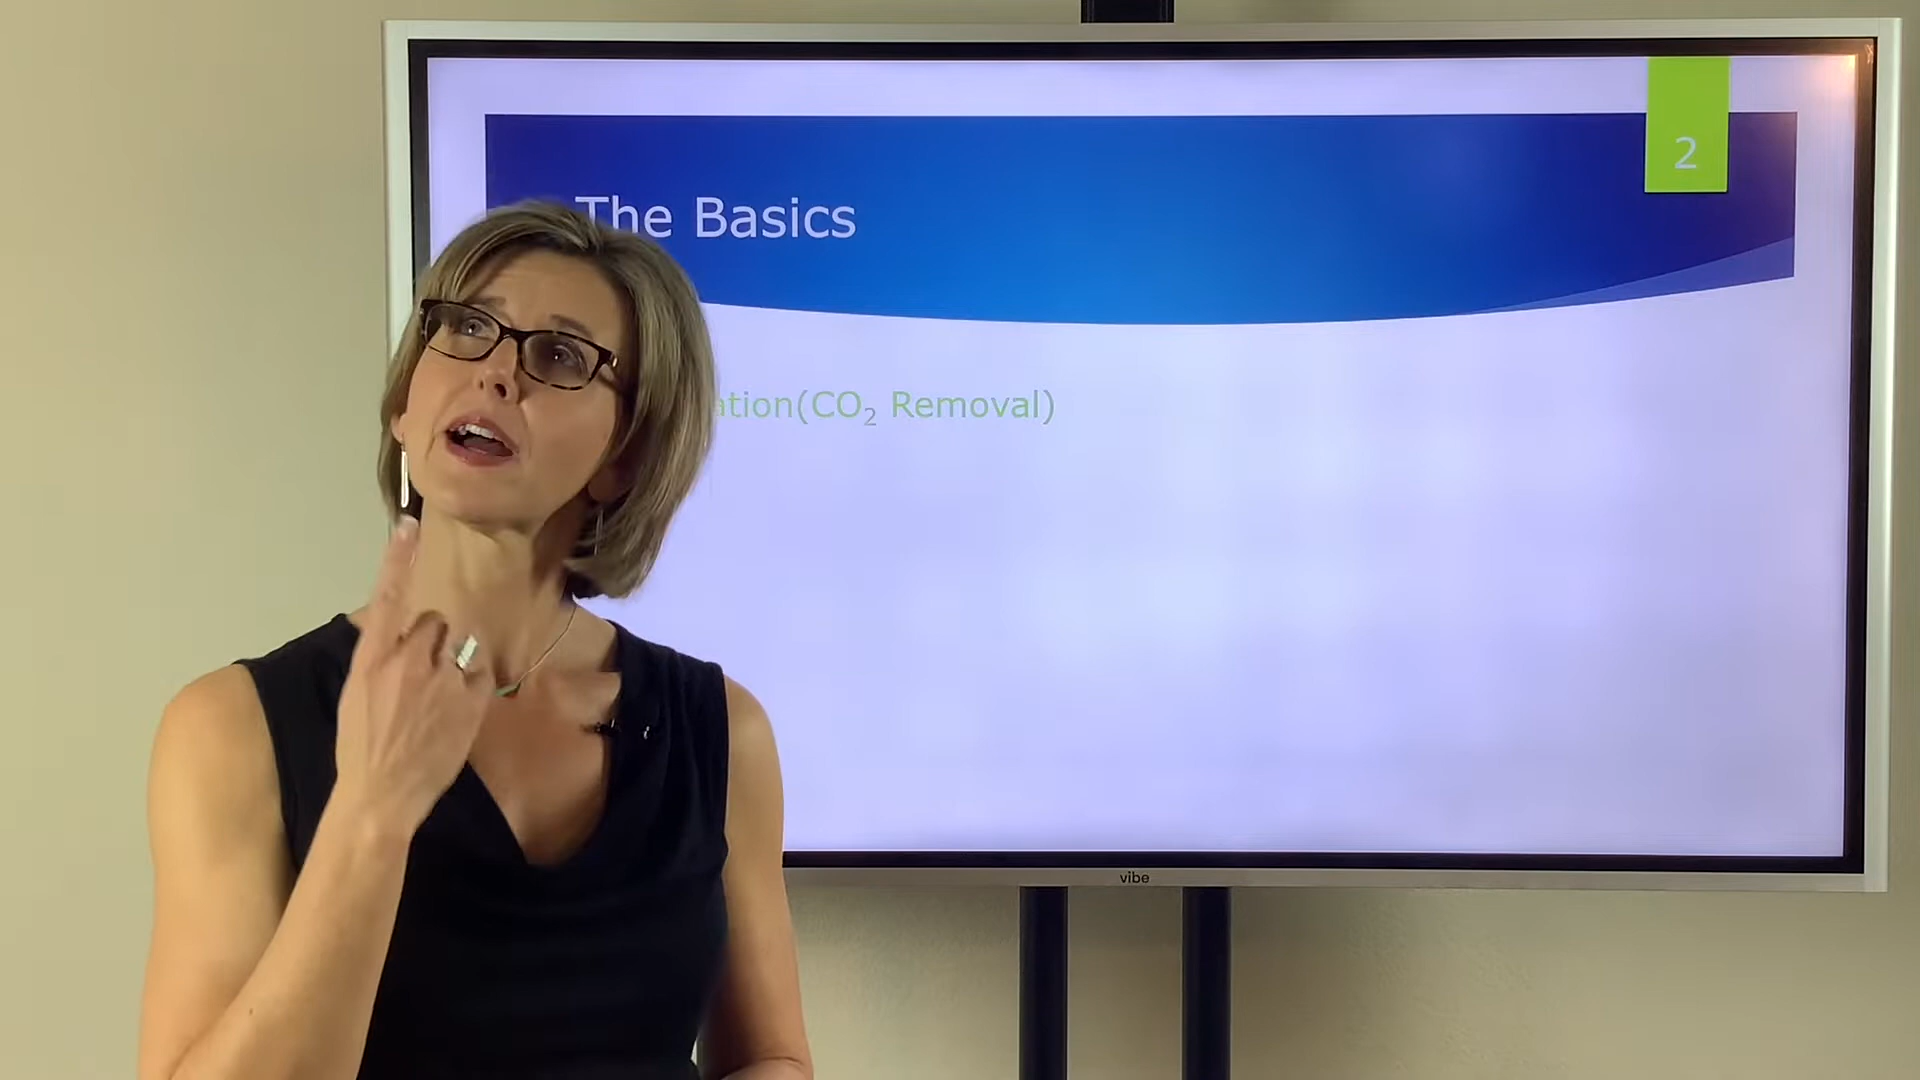 2
The Basics
ation(CO₂ Removal)
vibe